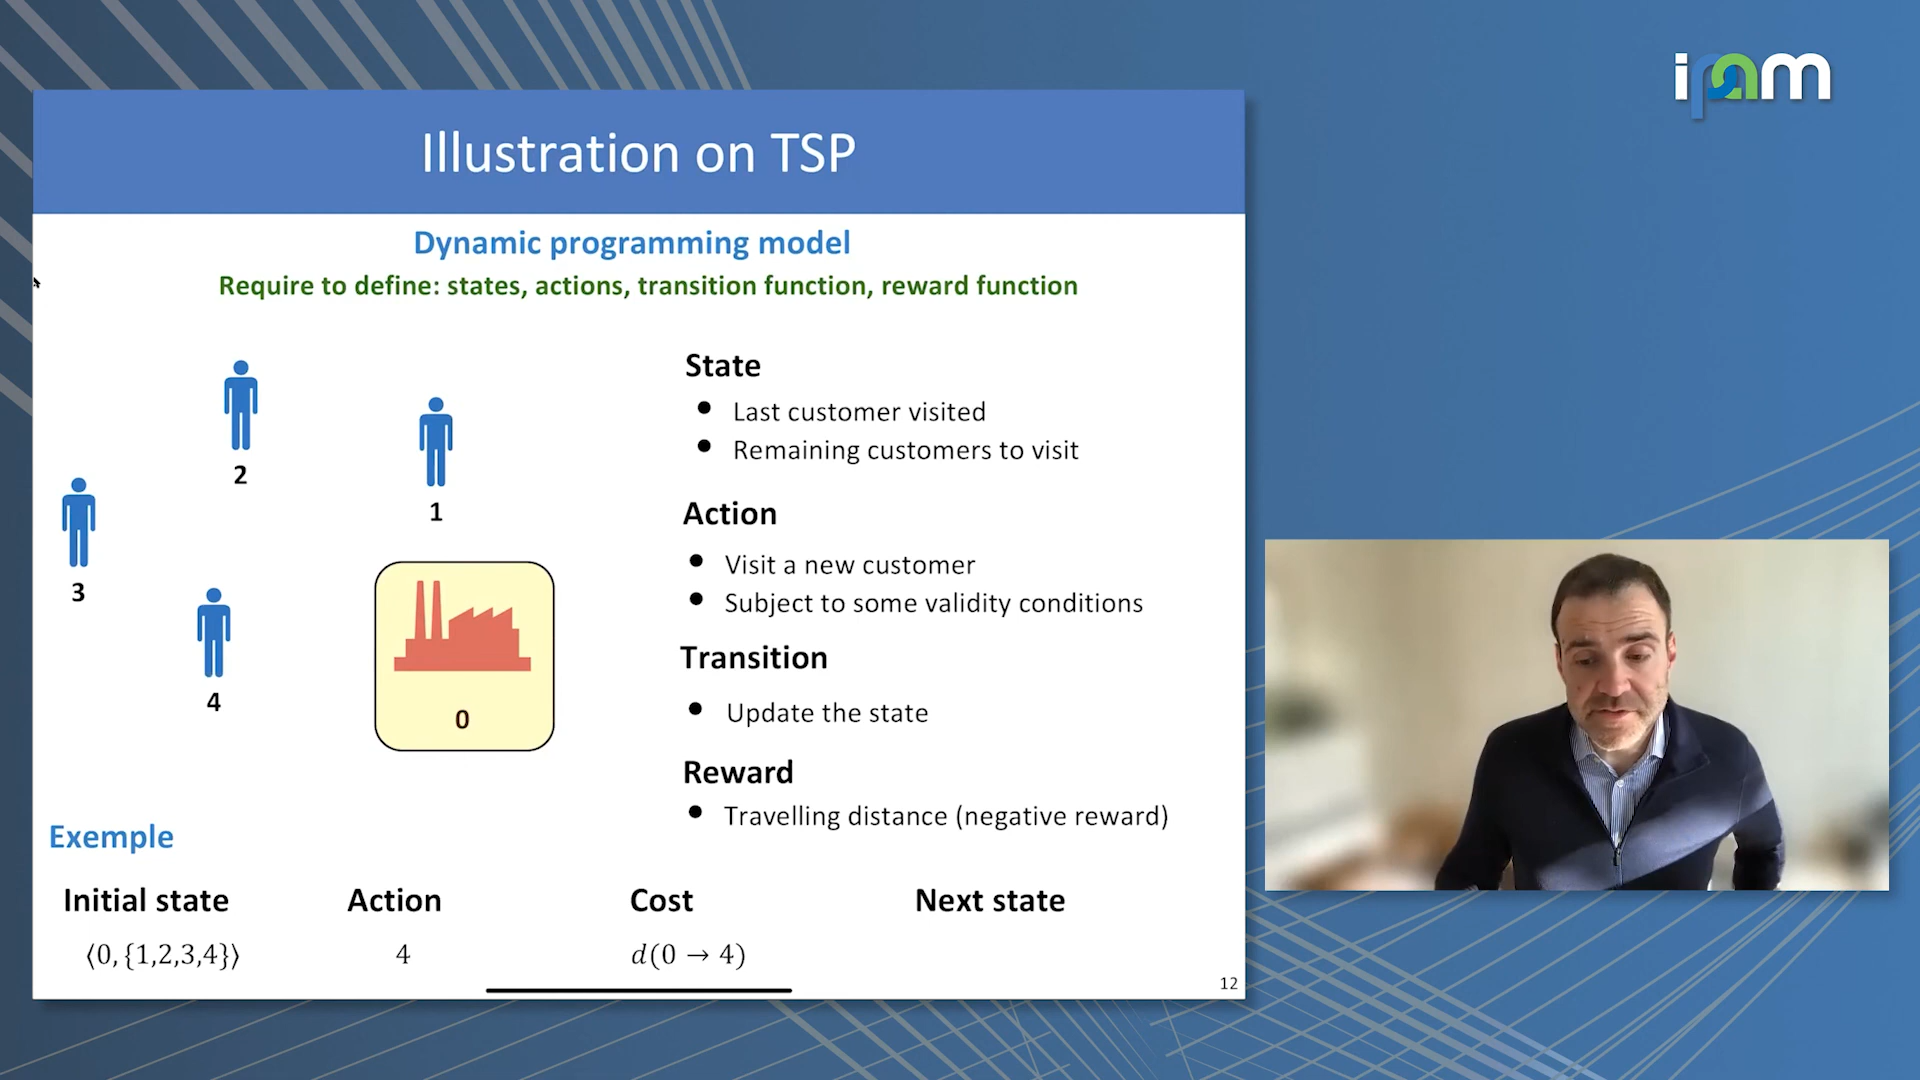 ipam
Illustration on TSP
Dynamic programming model
Require to define: states, actions, transition function, reward function
State
• Last customer visited
• Remaining customers to visit
2
1
Action
• Visit a new customer
• Subject to some validity conditions
3
4
0
Transition
• Update the state
Reward
• Travelling distance (negative reward)
Exemple
Initial state Action Cost Next state
⟨0, {1,2,3,4}⟩ 4 d(0 → 4)
12